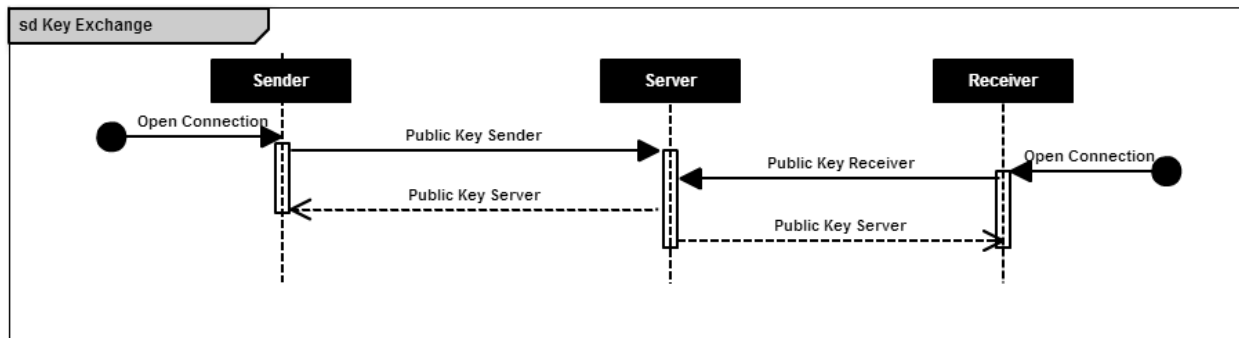 sd Key Exchange
Sender
Server
Receiver
Open Connection
Public Key Sender
Public Key Receiver
Open Connection
Public Key Server
Public Key Server